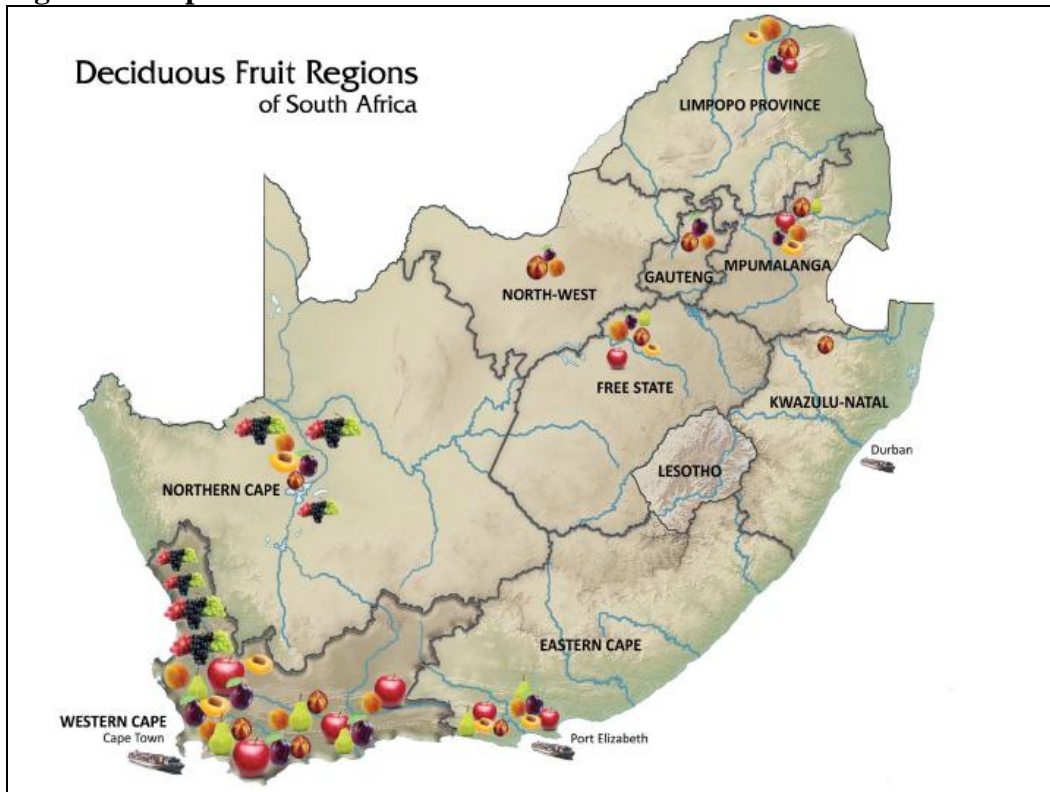 Deciduous Fruit Regions
of South Africa
LIMPOPO PROVINCE
MPUMALANGA
GAUTENG
NORTH-WEST
FREE STATE
KWAZULU-NATAL
Durban
LESOTHO
NORTHERN CAPE
EASTERN CAPE
WESTERN CAPE
Cape Town
Port Elizabeth